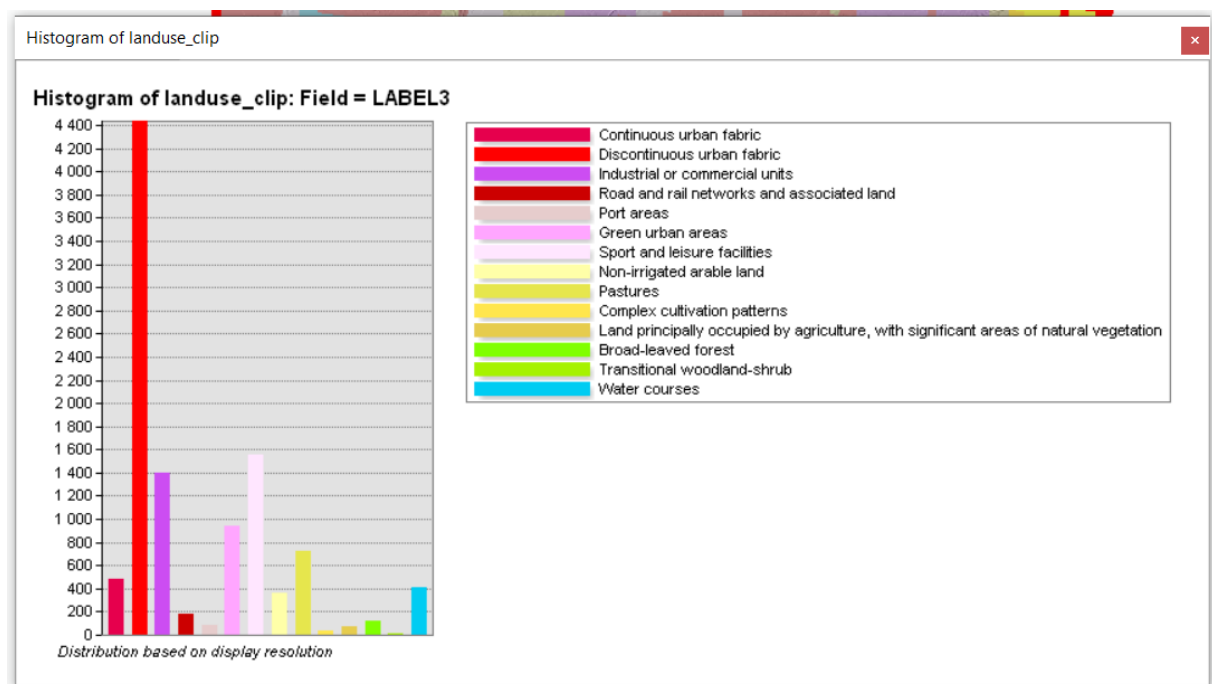 Histogram of landuse_clip
×
Histogram of landuse_clip: Field = LABEL3
4 400
4 200
4 000
3 800
3 600
3 400
3 200
3 000
2 800
2 600
2 400
2 200
2 000
1 800
1 600
1 400
1 200
1 000
800
600
400
200
0
Distribution based on display resolution
Continuous urban fabric
Discontinuous urban fabric
Industrial or commercial units
Road and rail networks and associated land
Port areas
Green urban areas
Sport and leisure facilities
Non-irrigated arable land
Pastures
Complex cultivation patterns
Land principally occupied by agriculture, with significant areas of natural vegetation
Broad-leaved forest
Transitional woodland-shrub
Water courses